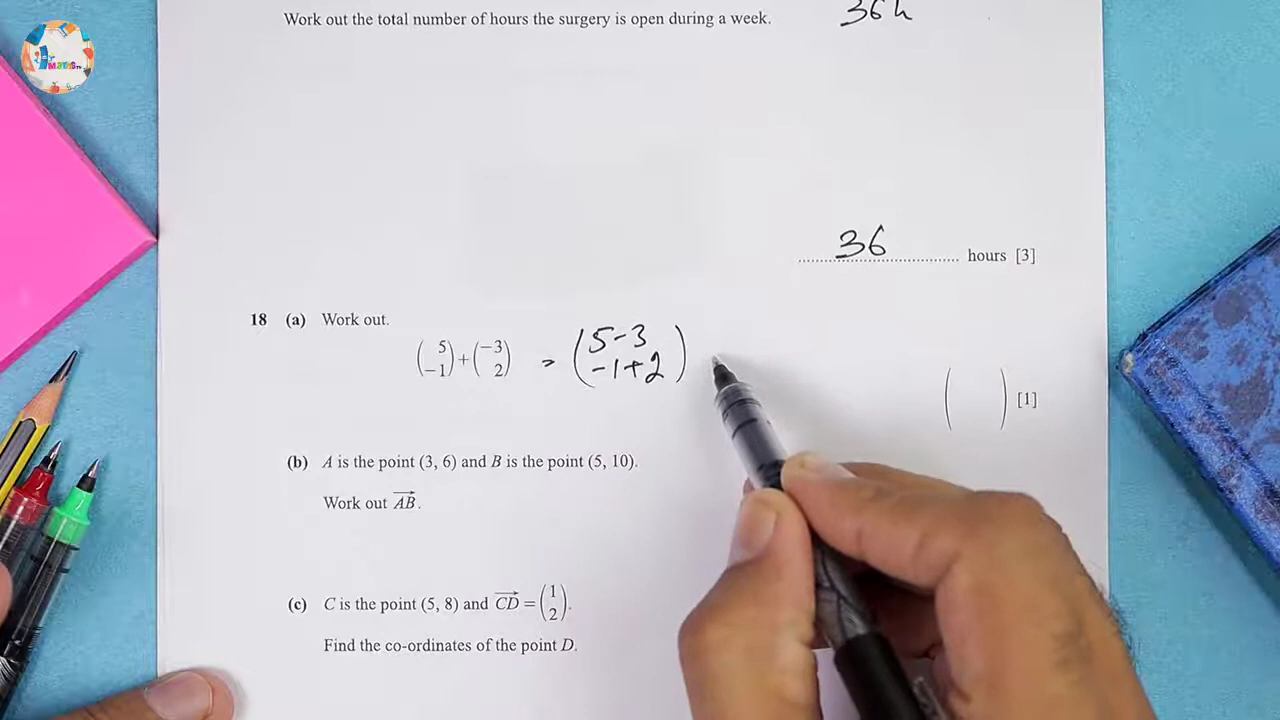 Work out the total number of hours the surgery is open during a week. 36 h
36 hours [3]
18 (a) Work out.
(5 -1) + (-3 2) = (5-3 -1+2)
( ) [1]
(b) A is the point (3, 6) and B is the point (5, 10).
Work out AB.
(c) C is the point (5, 8) and CD = (1 2).
Find the co-ordinates of the point D.